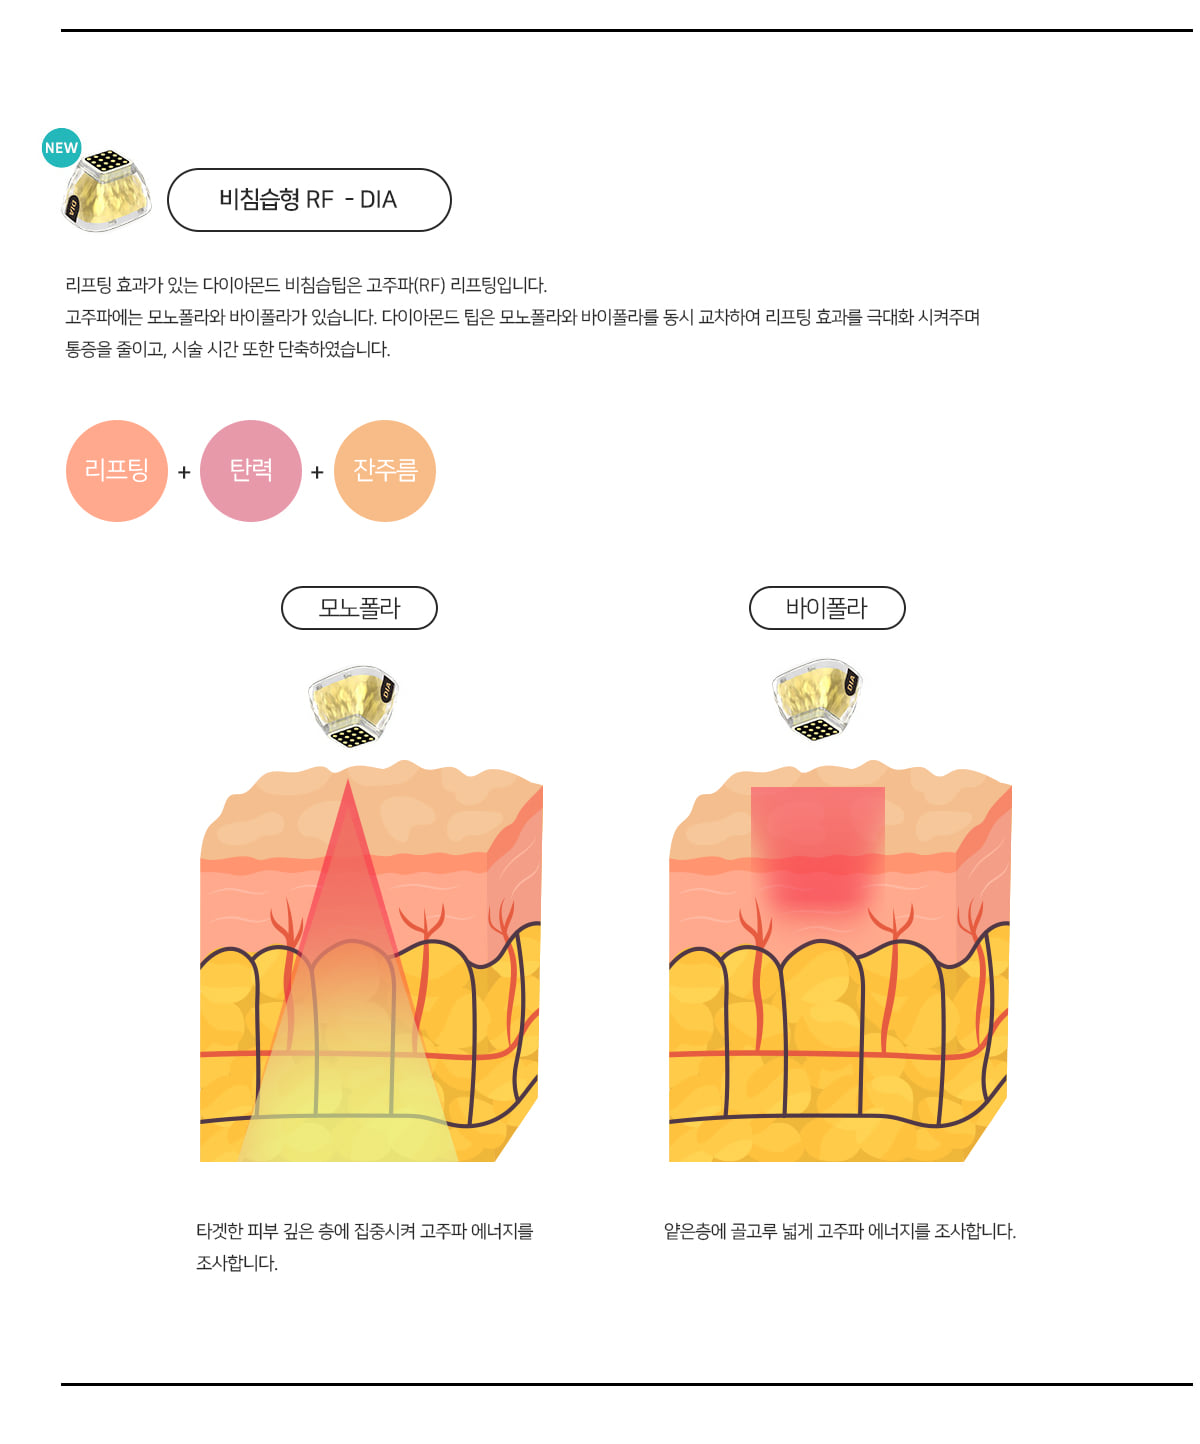 NEW
DIA
비침습형 RF - DIA
리프팅 효과가 있는 다이아몬드 비침습팁은 고주파(RF) 리프팅입니다.
고주파에는 모노폴라와 바이폴라가 있습니다. 다이아몬드 팁은 모노폴라와 바이폴라를 동시 교차하여 리프팅 효과를 극대화 시켜주며
통증을 줄이고, 시술 시간 또한 단축하였습니다.
리프팅 + 탄력 + 잔주름
모노폴라 바이폴라
DIA DIA
타겟한 피부 깊은 층에 집중시켜 고주파 에너지를
조사합니다.
얕은층에 골고루 넓게 고주파 에너지를 조사합니다.